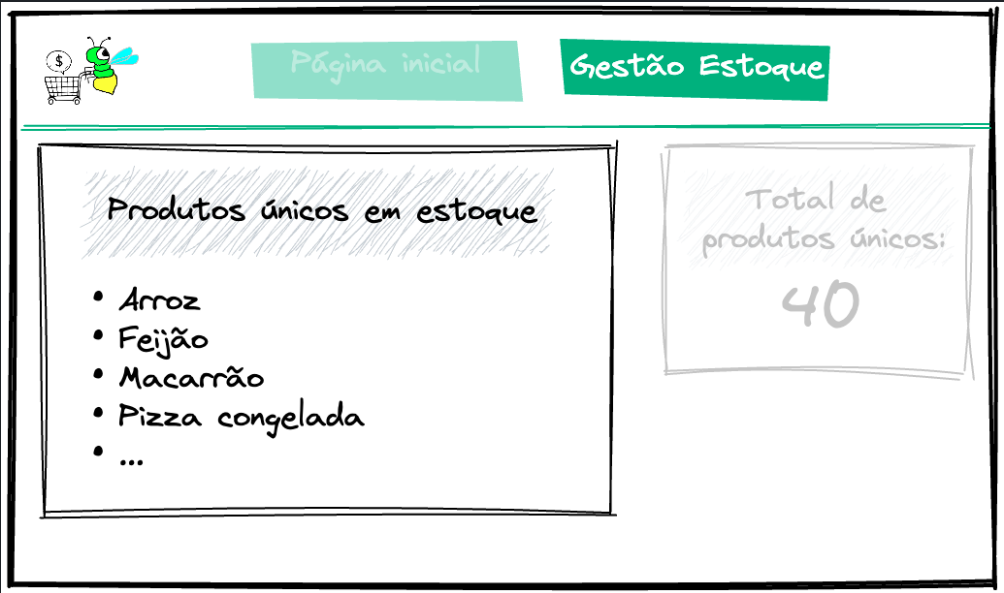 $
Página inicial
Gestão Estoque
Produtos únicos em estoque
• Arroz
• Feijão
• Macarrão
• Pizza congelada
• ...
Total de
produtos únicos:
40